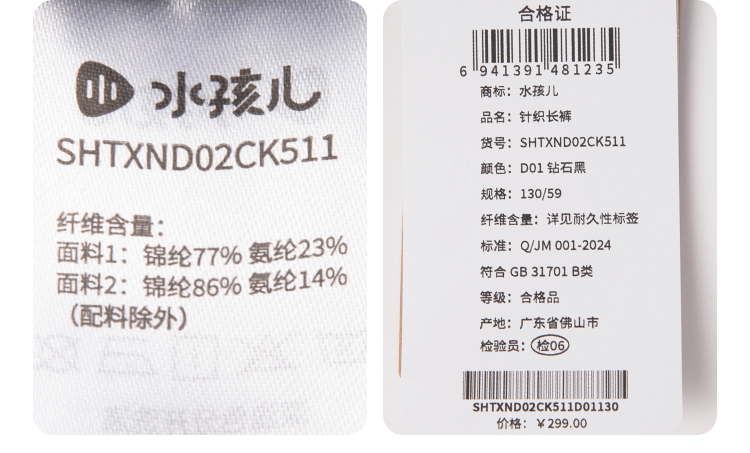 水孩儿
SHTXND02CK511
纤维含量：
面料1：锦纶77% 氨纶23%
面料2：锦纶86% 氨纶14%
（配料除外）
合格证
6 941391 481235
商标：水孩儿
品名：针织长裤
货号：SHTXND02CK511
颜色：D01 钻石黑
规格：130/59
纤维含量：详见耐久性标签
标准：Q/JM 001-2024
符合 GB 31701 B类
等级：合格品
产地：广东省佛山市
检验员：检06
SHTXND02CK511D01130
价格：￥299.00